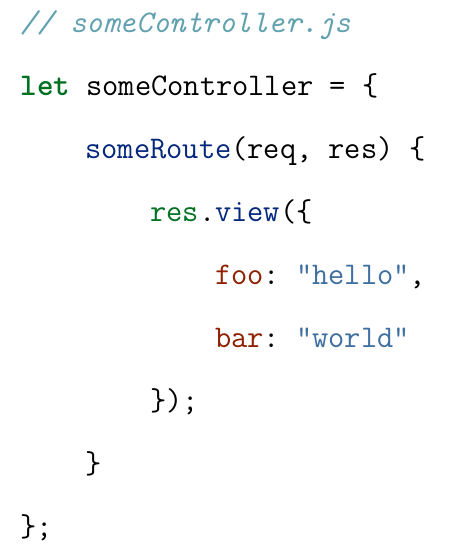 // someController.js
let someController = {
    someRoute(req, res) {
        res.view({
            foo: "hello",
            bar: "world"
        });
    }
};